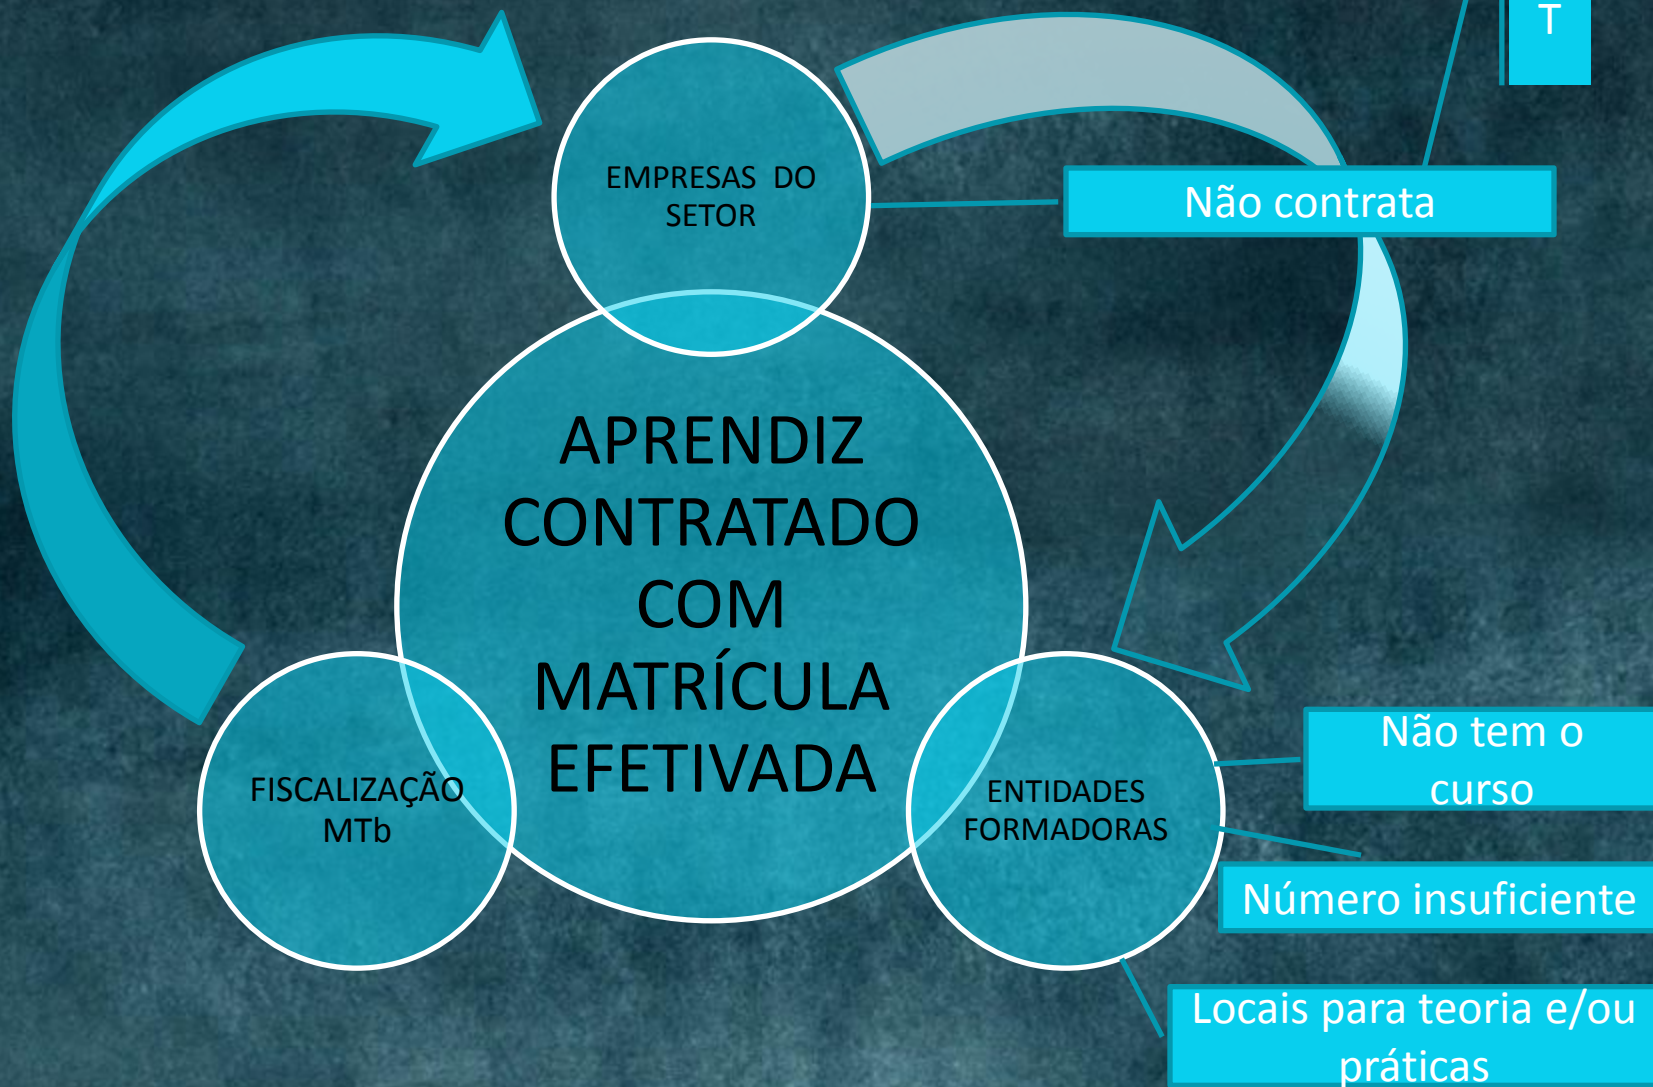 T
EMPRESAS DO
SETOR
Não contrata
APRENDIZ
CONTRATADO
COM
MATRÍCULA
EFETIVADA
FISCALIZAÇÃO
MTb
ENTIDADES
FORMADORAS
Não tem o
curso
Número insuficiente
Locais para teoria e/ou
práticas